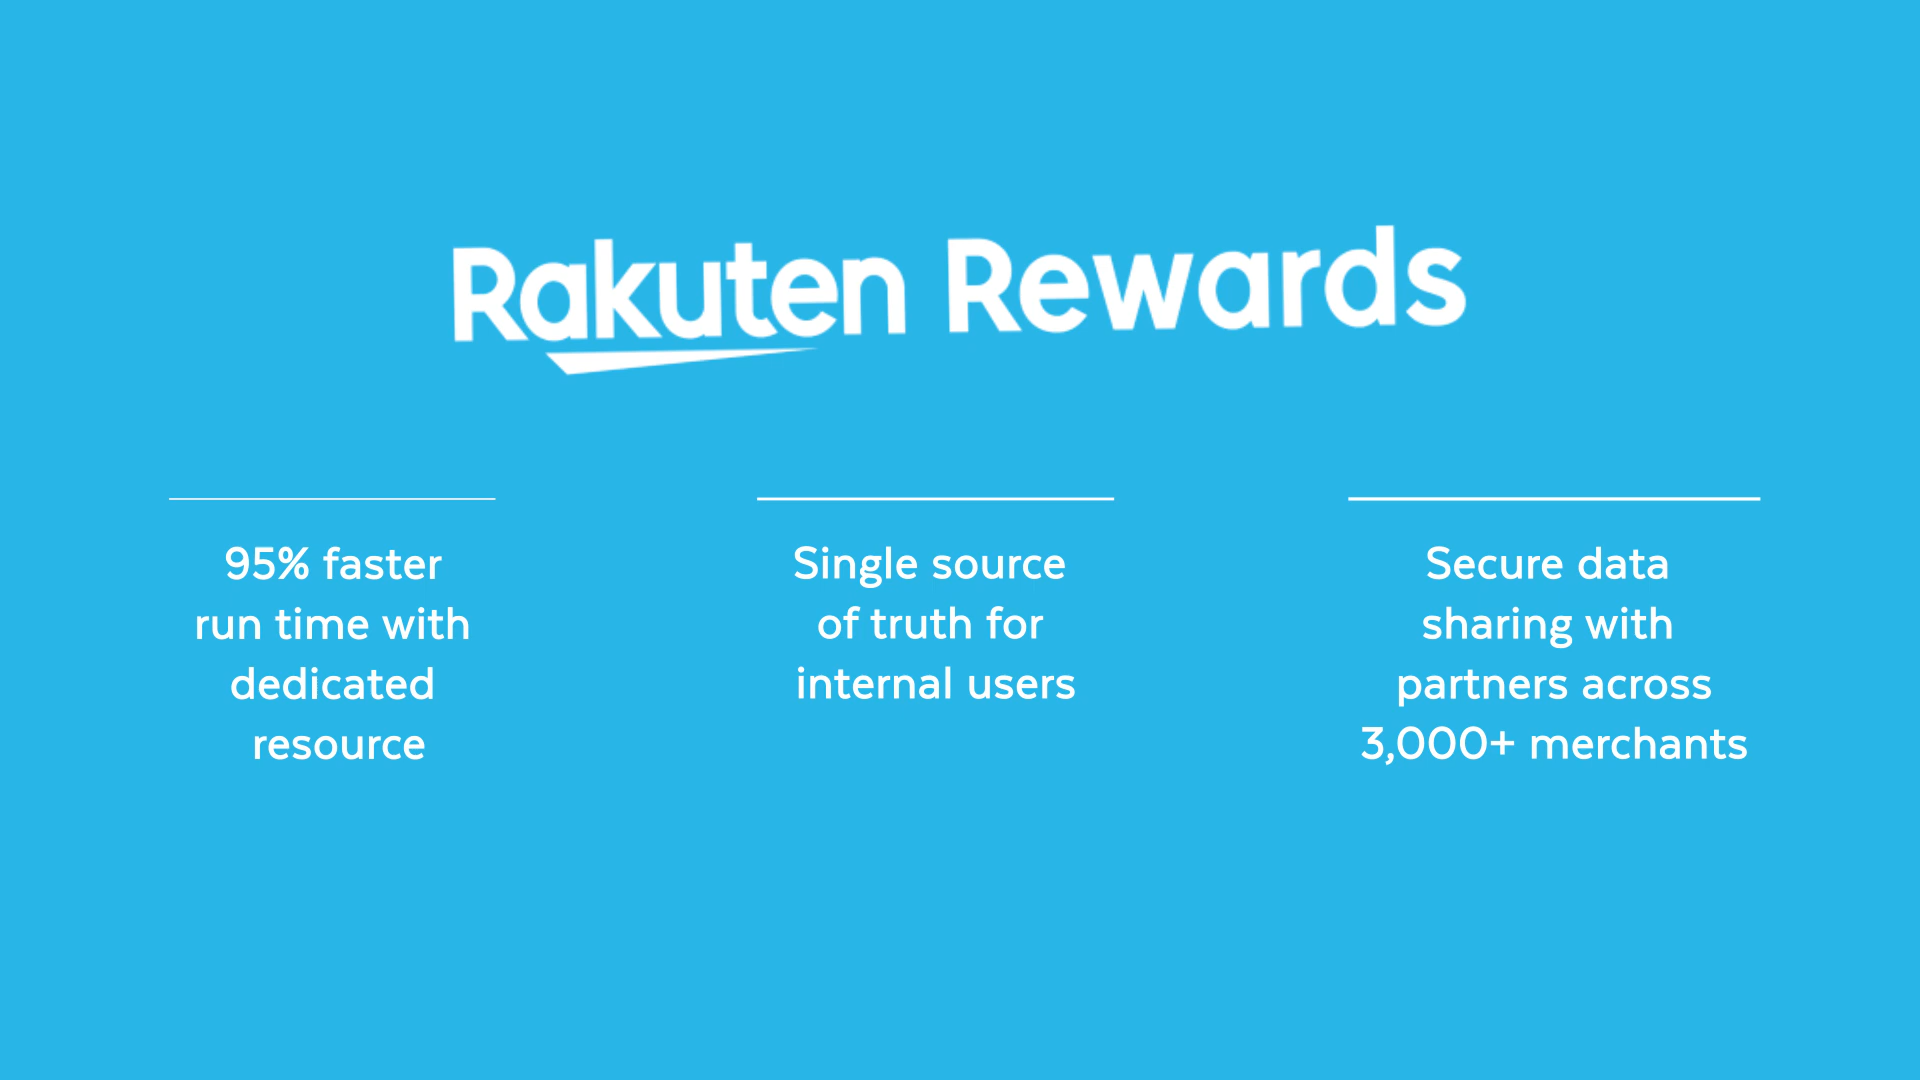 Rakuten Rewards
95% faster
run time with
dedicated
resource
Single source
of truth for
internal users
Secure data
sharing with
partners across
3,000+ merchants